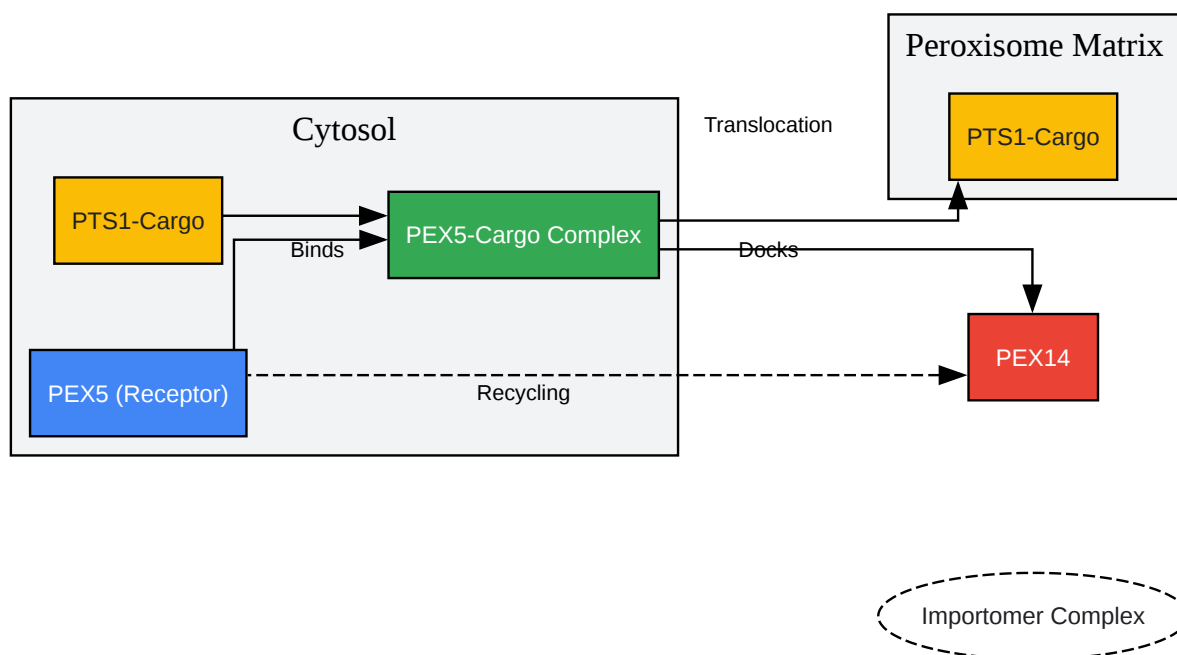 Peroxisome Matrix
PTS1-Cargo
Cytosol
Translocation
PTS1-Cargo
PEX5-Cargo Complex
Binds
Docks
PEX5 (Receptor)
Recycling
PEX14
Importomer Complex